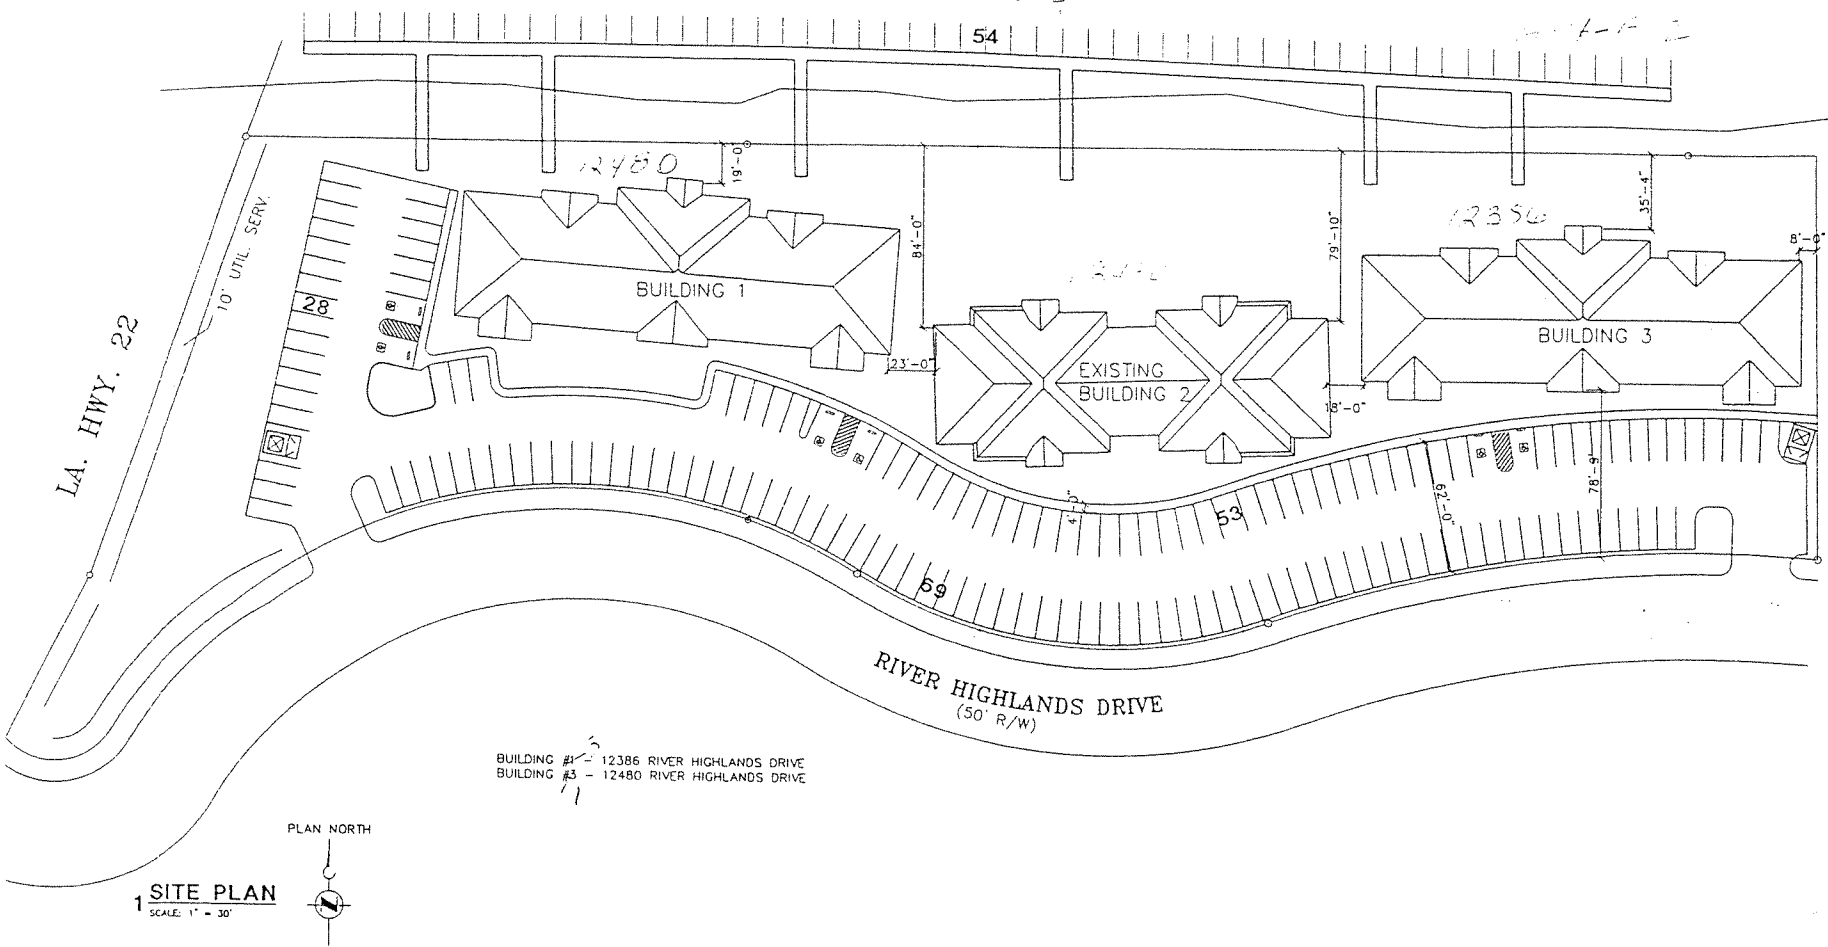 54
12480
19'-0"
84'-0"
79'-10"
35'-4"
8'-0"
12386
10' UTIL. SERV.
28
BUILDING 1
BUILDING 3
EXISTING
BUILDING 2
23'-0"
18'-0"
LA. HWY. 22
4'-0"
53
62'-0"
78'-9"
69
RIVER HIGHLANDS DRIVE
(50' R/W)
BUILDING #1 - 12386 RIVER HIGHLANDS DRIVE
3
BUILDING #3 - 12480 RIVER HIGHLANDS DRIVE
1
PLAN NORTH
1 SITE PLAN
SCALE: 1" = 30'